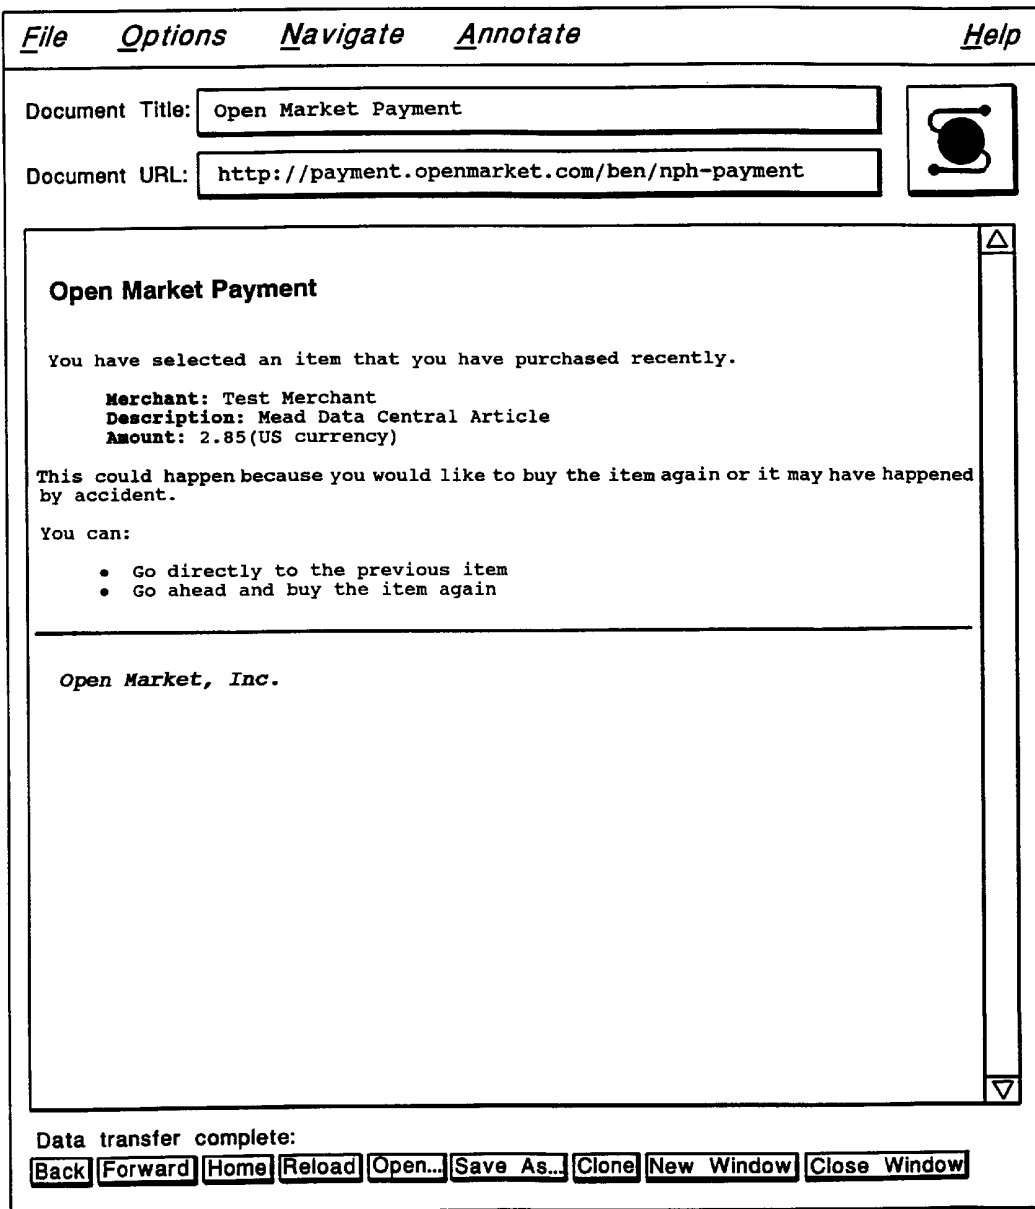 File Options Navigate Annotate Help
Document Title: Open Market Payment
Document URL: http://payment.openmarket.com/ben/nph-payment
Open Market Payment
You have selected an item that you have purchased recently.
Merchant: Test Merchant
Description: Mead Data Central Article
Amount: 2.85(US currency)
This could happen because you would like to buy the item again or it may have happened
by accident.
You can:
• Go directly to the previous item
• Go ahead and buy the item again
Open Market, Inc.
Data transfer complete:
Back Forward Home Reload Open... Save As... Clone New Window Close Window